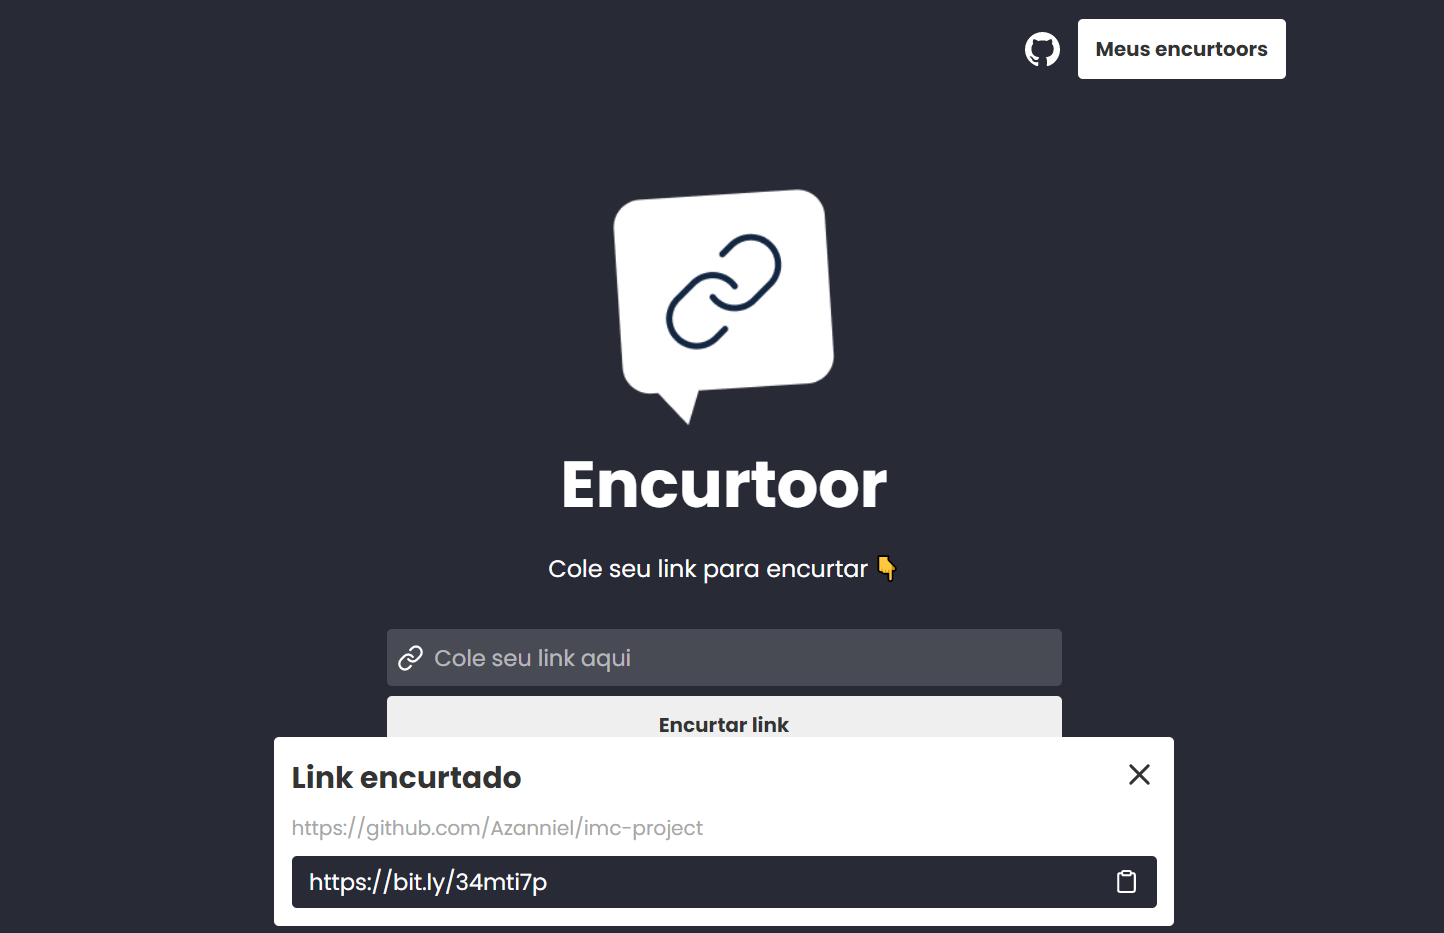 Meus encurtoors
Encurtoor
Cole seu link para encurtar 👇
Cole seu link aqui
Encurtar link
Link encurtado
https://github.com/Azanniel/imc-project
https://bit.ly/34mti7p